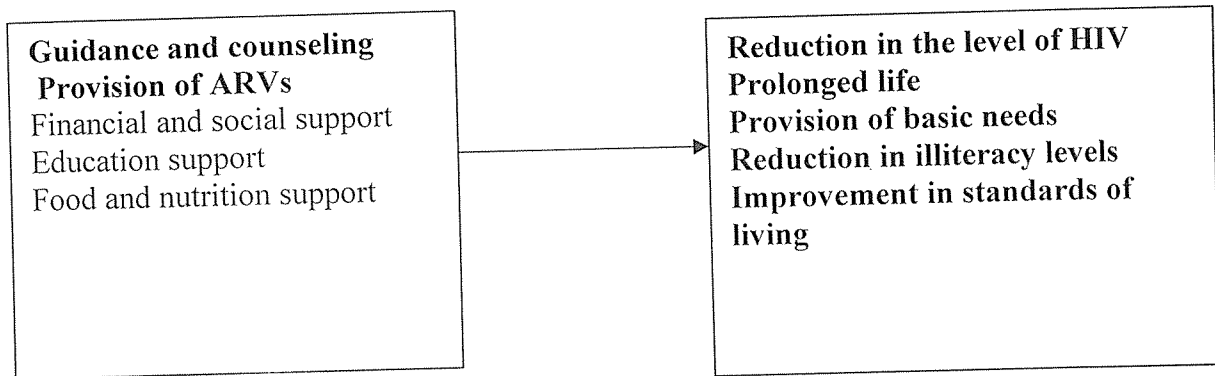 Guidance and counseling
Provision of ARVs
Financial and social support
Education support
Food and nutrition support
Reduction in the level of HIV
Prolonged life
Provision of basic needs
Reduction in illiteracy levels
Improvement in standards of
living